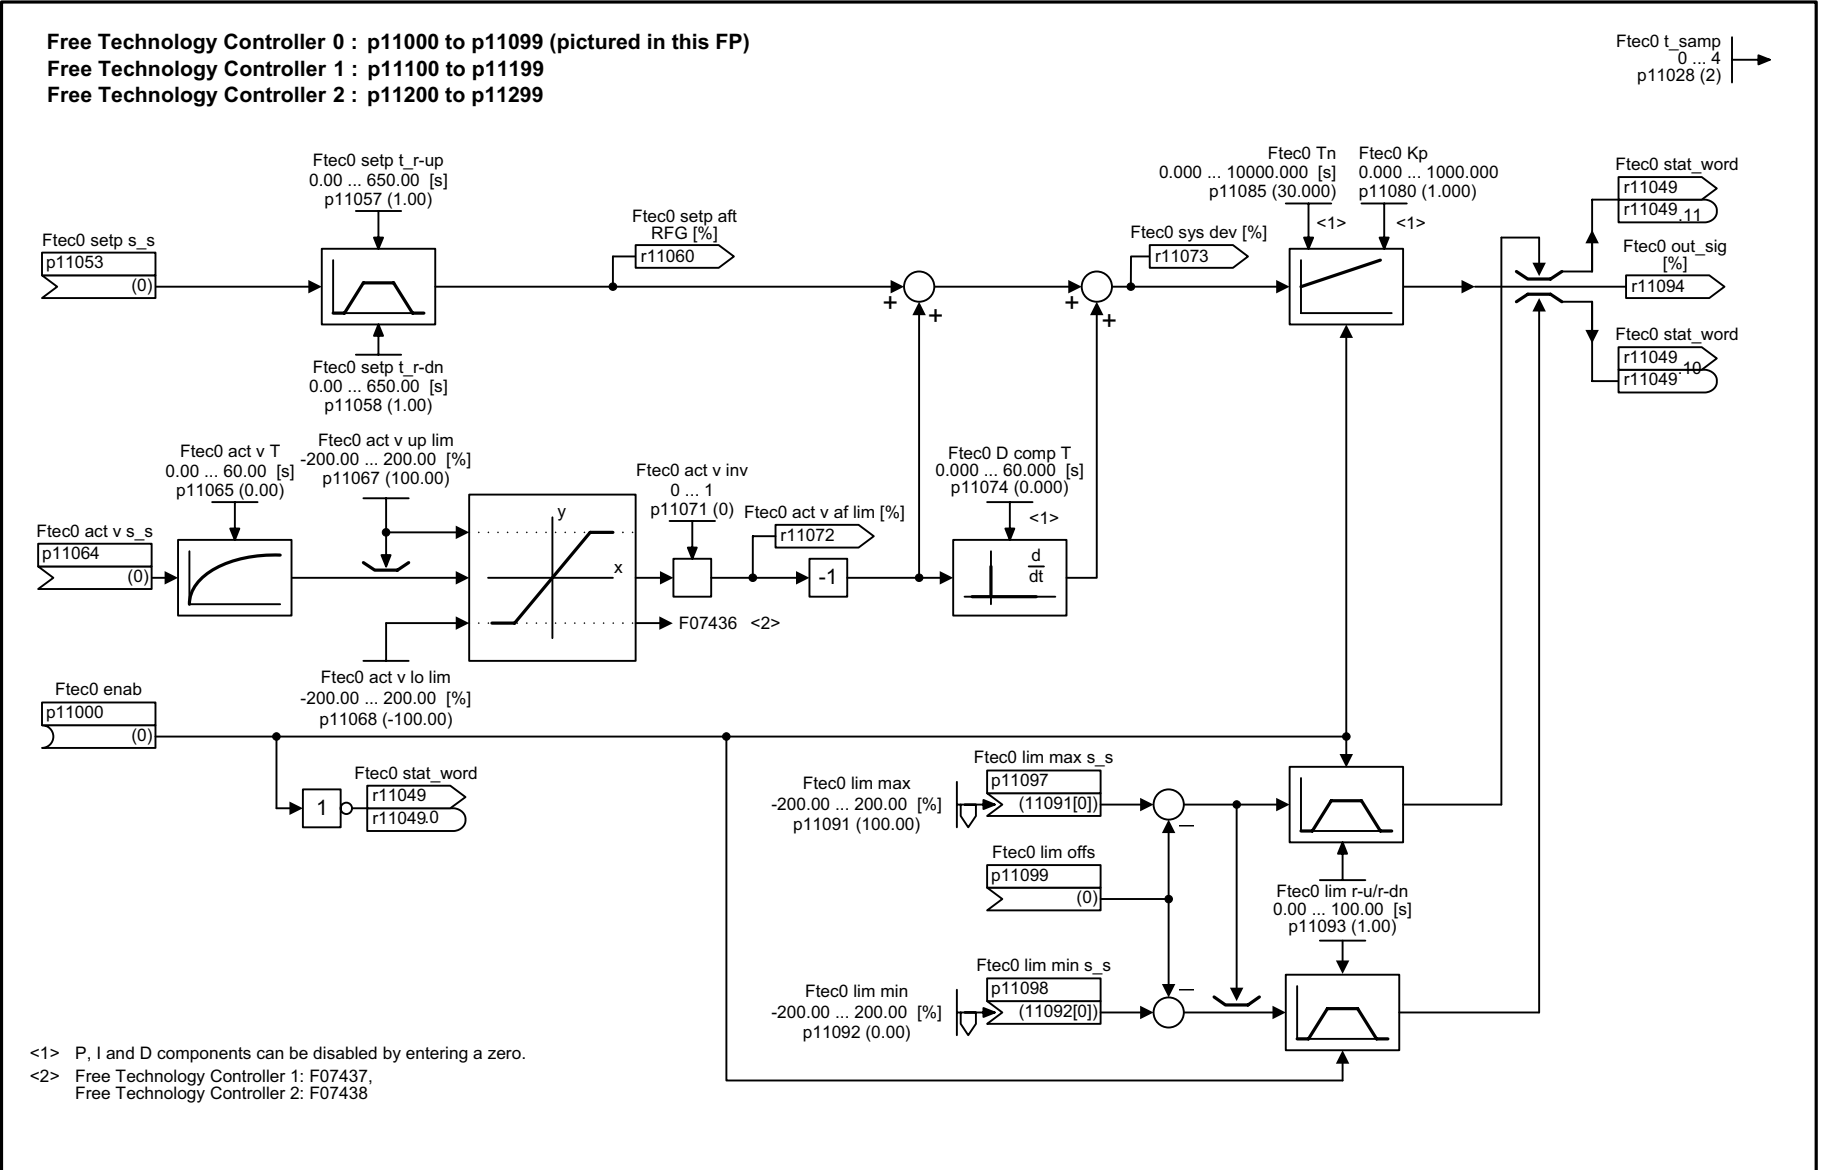 Free Technology Controller 0 : p11000 to p11099 (pictured in this FP)
Free Technology Controller 1 : p11100 to p11199
Free Technology Controller 2 : p11200 to p11299
Ftec0 t_samp
0 ... 4
p11028 (2)
Ftec0 setp t_r-up
0.00 ... 650.00 [s]
p11057 (1.00)
Ftec0 setp s_s
p11053
(0)
Ftec0 setp aft
RFG [%]
r11060
+
+
+
+
Ftec0 sys dev [%]
r11073
Ftec0 Tn
0.000 ... 10000.000 [s]
p11085 (30.000)
<1>
Ftec0 Kp
0.000 ... 1000.000
p11080 (1.000)
<1>
Ftec0 stat_word
r11049
r11049.11
Ftec0 out_sig
[%]
r11094
Ftec0 stat_word
r11049
r11049.10
Ftec0 setp t_r-dn
0.00 ... 650.00 [s]
p11058 (1.00)
Ftec0 act v T
0.00 ... 60.00 [s]
p11065 (0.00)
Ftec0 act v up lim
-200.00 ... 200.00 [%]
p11067 (100.00)
Ftec0 act v s_s
p11064
(0)
y
x
Ftec0 act v inv
0 ... 1
p11071 (0)
Ftec0 act v af lim [%]
r11072
-1
Ftec0 D comp T
0.000 ... 60.000 [s]
p11074 (0.000)
<1>
d
dt
F07436 <2>
Ftec0 act v lo lim
-200.00 ... 200.00 [%]
p11068 (-100.00)
Ftec0 enab
p11000
(0)
1
Ftec0 stat_word
r11049
r11049.0
Ftec0 lim max
-200.00 ... 200.00 [%]
p11091 (100.00)
Ftec0 lim max s_s
p11097
(11091[0])
–
Ftec0 lim offs
p11099
(0)
Ftec0 lim r-u/r-dn
0.00 ... 100.00 [s]
p11093 (1.00)
Ftec0 lim min
-200.00 ... 200.00 [%]
p11092 (0.00)
Ftec0 lim min s_s
p11098
(11092[0])
–
<1> P, I and D components can be disabled by entering a zero.
<2> Free Technology Controller 1: F07437,
Free Technology Controller 2: F07438